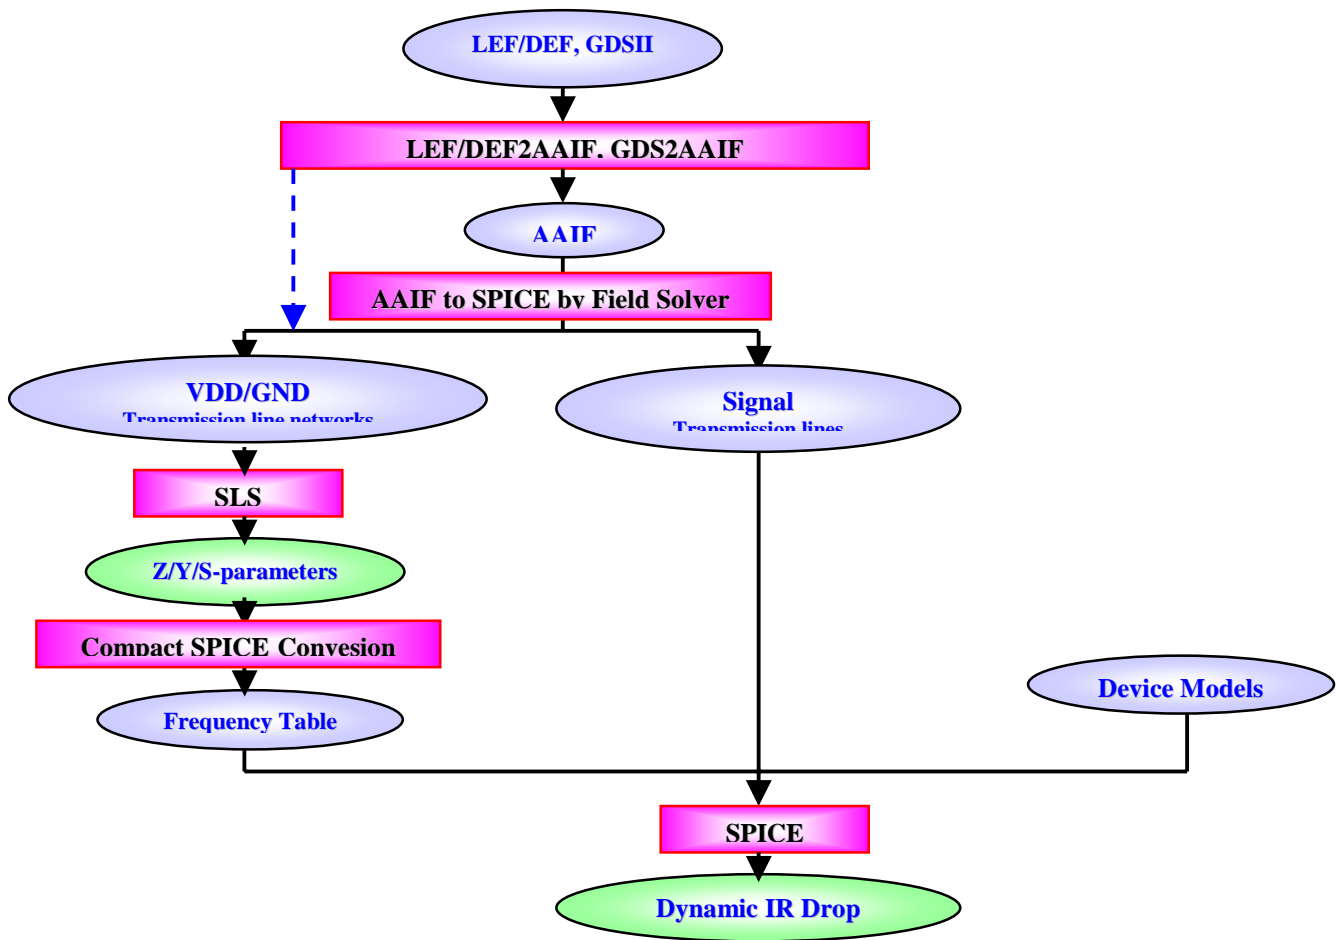 LEF/DEF, GDSII
LEF/DEF2AAIF, GDS2AAIF
AAIF
AAIF to SPICE by Field Solver
VDD/GND
Transmission line networks
Signal
Transmission lines
SLS
Z/Y/S-parameters
Compact SPICE Convesion
Frequency Table
Device Models
SPICE
Dynamic IR Drop